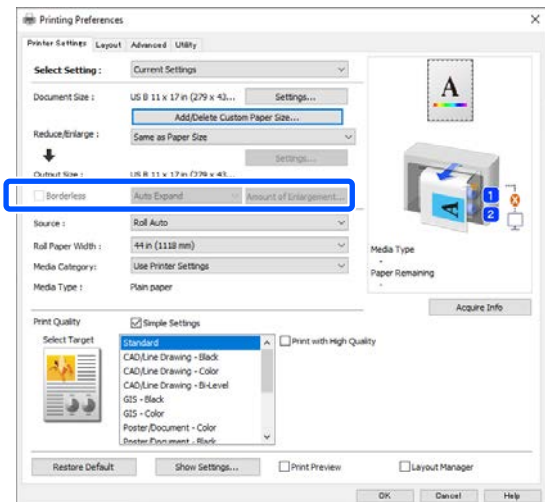 Printing Preferences
Printer Settings Layout Advanced Utility
Select Setting : Current Settings
Document Size : US B 11 x 17 in (279 x 43... Settings...
Add/Delete Custom Paper Size...
Reduce/Enlarge : Same as Paper Size
Settings...
Output Size : US B 11 x 17 in (279 x 43...
Borderless Auto Expand Amount of Enlargement...
Source : Roll Auto
Roll Paper Width : 44 in (1118 mm)
Media Category: Use Printer Settings
Media Type : Plain paper
A
A
1
2
Media Type
-
Paper Remaining
-
Acquire Info
Print Quality Simple Settings
Select Target
Standard
CAD/Line Drawing - Black
CAD/Line Drawing - Color
CAD/Line Drawing - Bi-Level
GIS - Black
GIS - Color
Poster/Document - Color
Poster/Document - Black
Print with High Quality
Restore Default Show Settings... Print Preview Layout Manager
OK Cancel Help